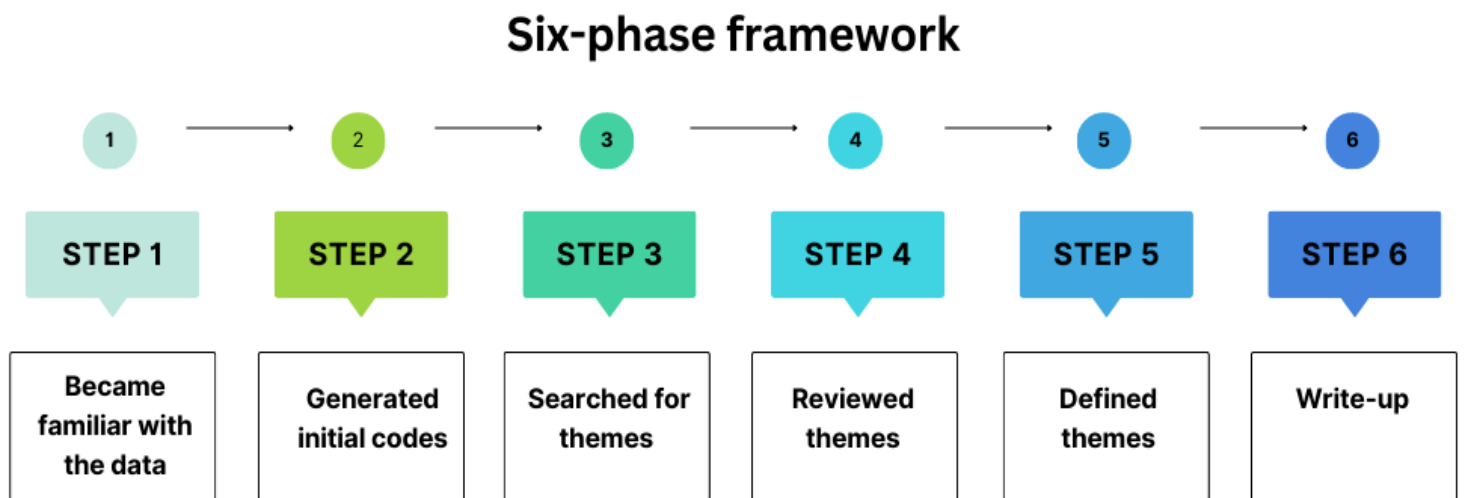 Six-phase framework
1
2
3
4
5
6
STEP 1
STEP 2
STEP 3
STEP 4
STEP 5
STEP 6
Became
familiar with
the data
Generated
initial codes
Searched for
themes
Reviewed
themes
Defined
themes
Write-up